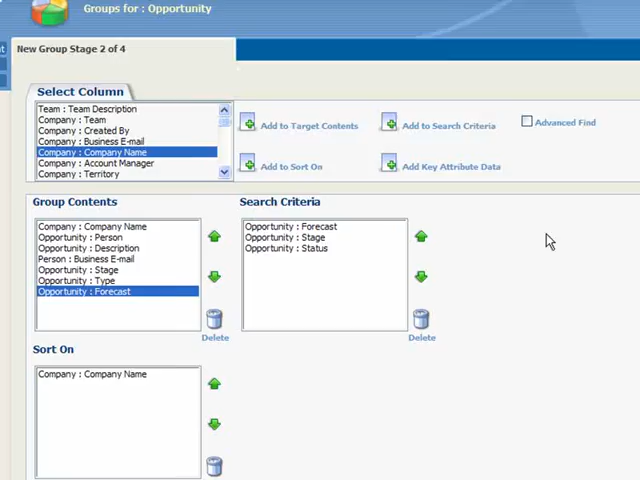 Groups for : Opportunity
New Group Stage 2 of 4
Select Column
Team : Team Description
Company : Team
Company : Created By
Company : Business E-mail
Company : Company Name
Company : Account Manager
Company : Territory
Add to Target Contents
Add to Search Criteria
Advanced Find
Add to Sort On
Add Key Attribute Data
Group Contents
Company : Company Name
Opportunity : Person
Opportunity : Description
Person : Business E-mail
Opportunity : Stage
Opportunity : Type
Opportunity : Forecast
Delete
Search Criteria
Opportunity : Forecast
Opportunity : Stage
Opportunity : Status
Delete
Sort On
Company : Company Name